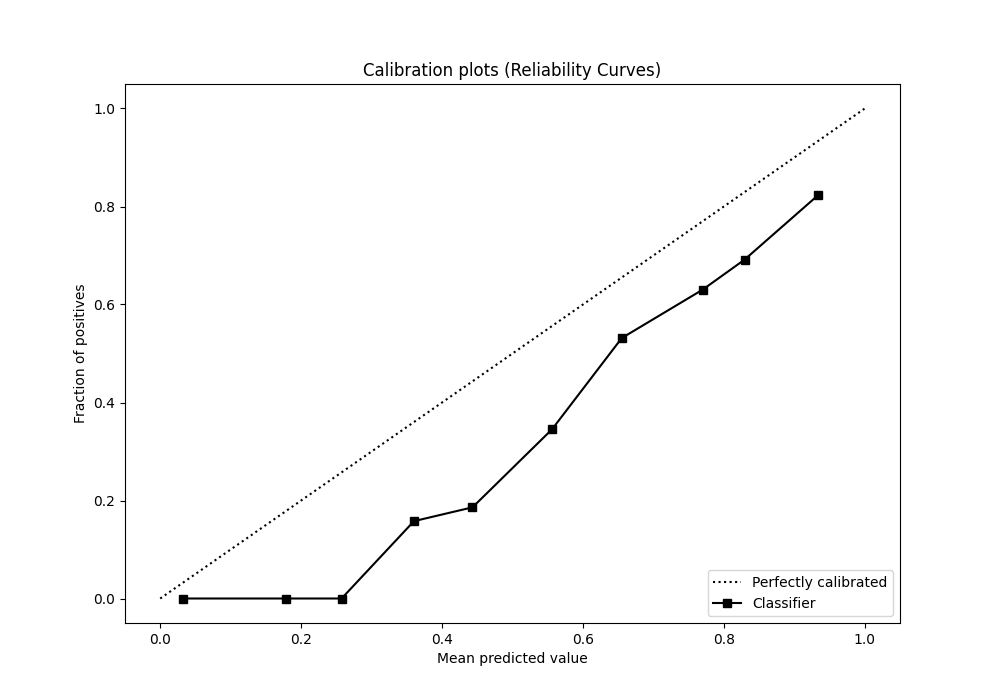 Calibration plots (Reliability Curves)
1.0
0.8
0.6
0.4
0.2
0.0
Fraction of positives
0.0 0.2 0.4 0.6 0.8 1.0
Mean predicted value
Perfectly calibrated
Classifier